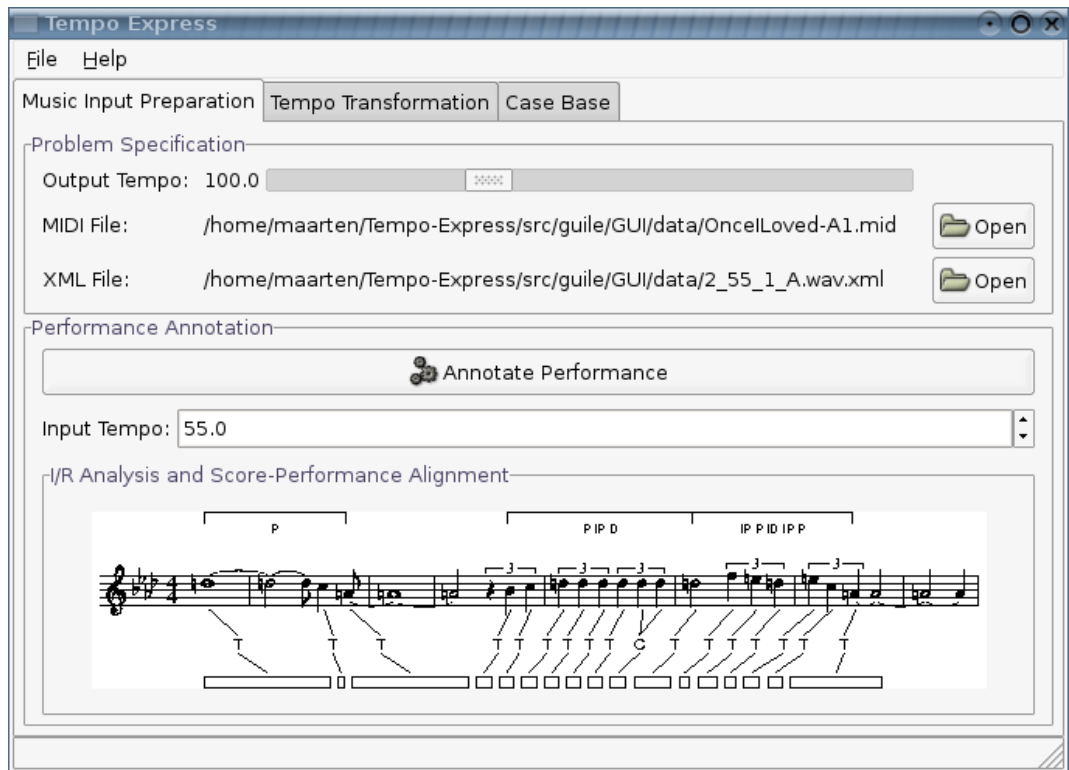 Tempo Express
File Help
Music Input Preparation Tempo Transformation Case Base
Problem Specification
Output Tempo: 100.0
MIDI File: /home/maarten/Tempo-Express/src/guile/GUI/data/OnceILoved-A1.mid Open
XML File: /home/maarten/Tempo-Express/src/guile/GUI/data/2_55_1_A.wav.xml Open
Performance Annotation
Annotate Performance
Input Tempo: 55.0
I/R Analysis and Score-Performance Alignment
P P IP D IP P ID IP P
3 3 3 3 3
4
4
T T T T T T T T C T T T T T T T